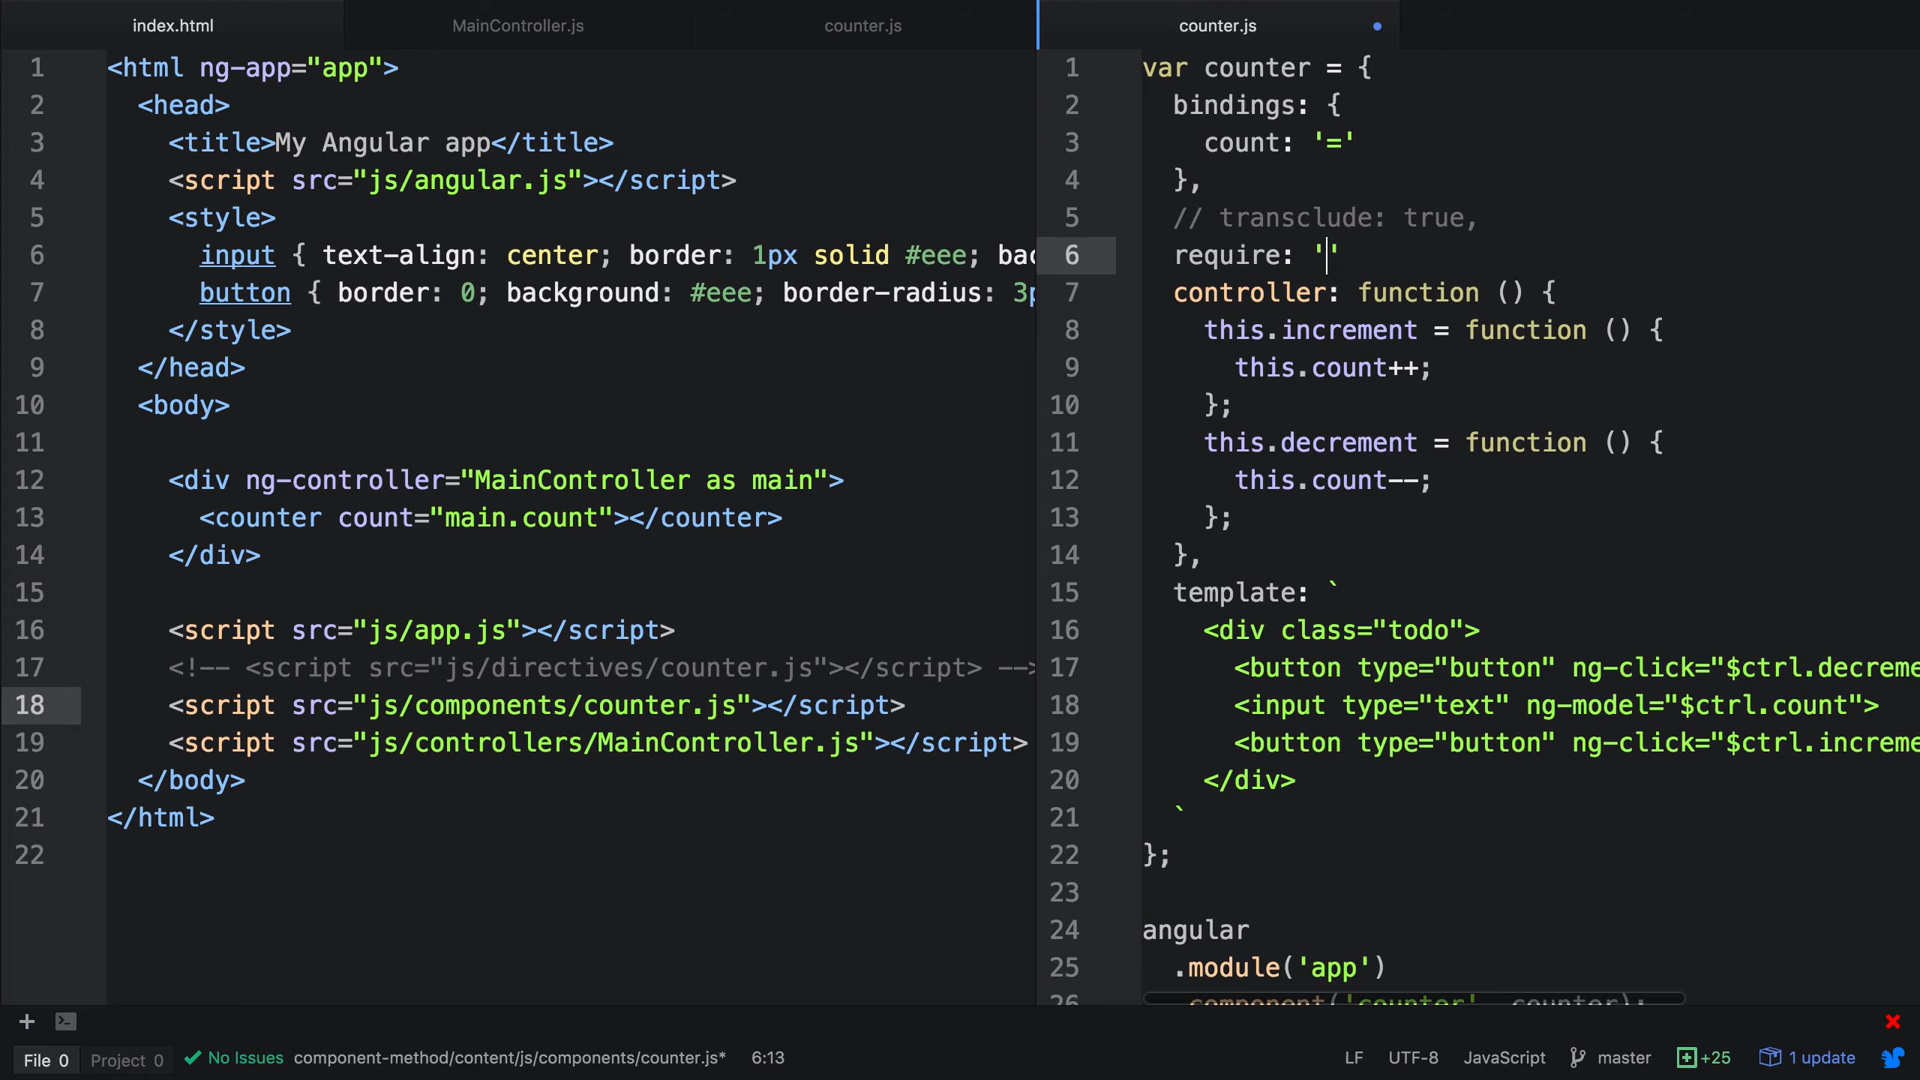 index.html
MainController.js
counter.js
counter.js
1 <html ng-app="app">
2 <head>
3 <title>My Angular app</title>
4 <script src="js/angular.js"></script>
5 <style>
6 input { text-align: center; border: 1px solid #eee; bac
7 button { border: 0; background: #eee; border-radius: 3p
8 </style>
9 </head>
10 <body>
11
12 <div ng-controller="MainController as main">
13 <counter count="main.count"></counter>
14 </div>
15
16 <script src="js/app.js"></script>
17 <!-- <script src="js/directives/counter.js"></script> -->
18 <script src="js/components/counter.js"></script>
19 <script src="js/controllers/MainController.js"></script>
20 </body>
21 </html>
22
1 var counter = {
2 bindings: {
3 count: '='
4 },
5 // transclude: true,
6 require: ''
7 controller: function () {
8 this.increment = function () {
9 this.count++;
10 };
11 this.decrement = function () {
12 this.count--;
13 };
14 },
15 template: `
16 <div class="todo">
17 <button type="button" ng-click="$ctrl.decreme
18 <input type="text" ng-model="$ctrl.count">
19 <button type="button" ng-click="$ctrl.increme
20 </div>
21 `
22 };
23
24 angular
25 .module('app')
26 .component('counter', counter);
File 0 Project 0 No Issues component-method/content/js/components/counter.js* 6:13 LF UTF-8 JavaScript master +25 1 update